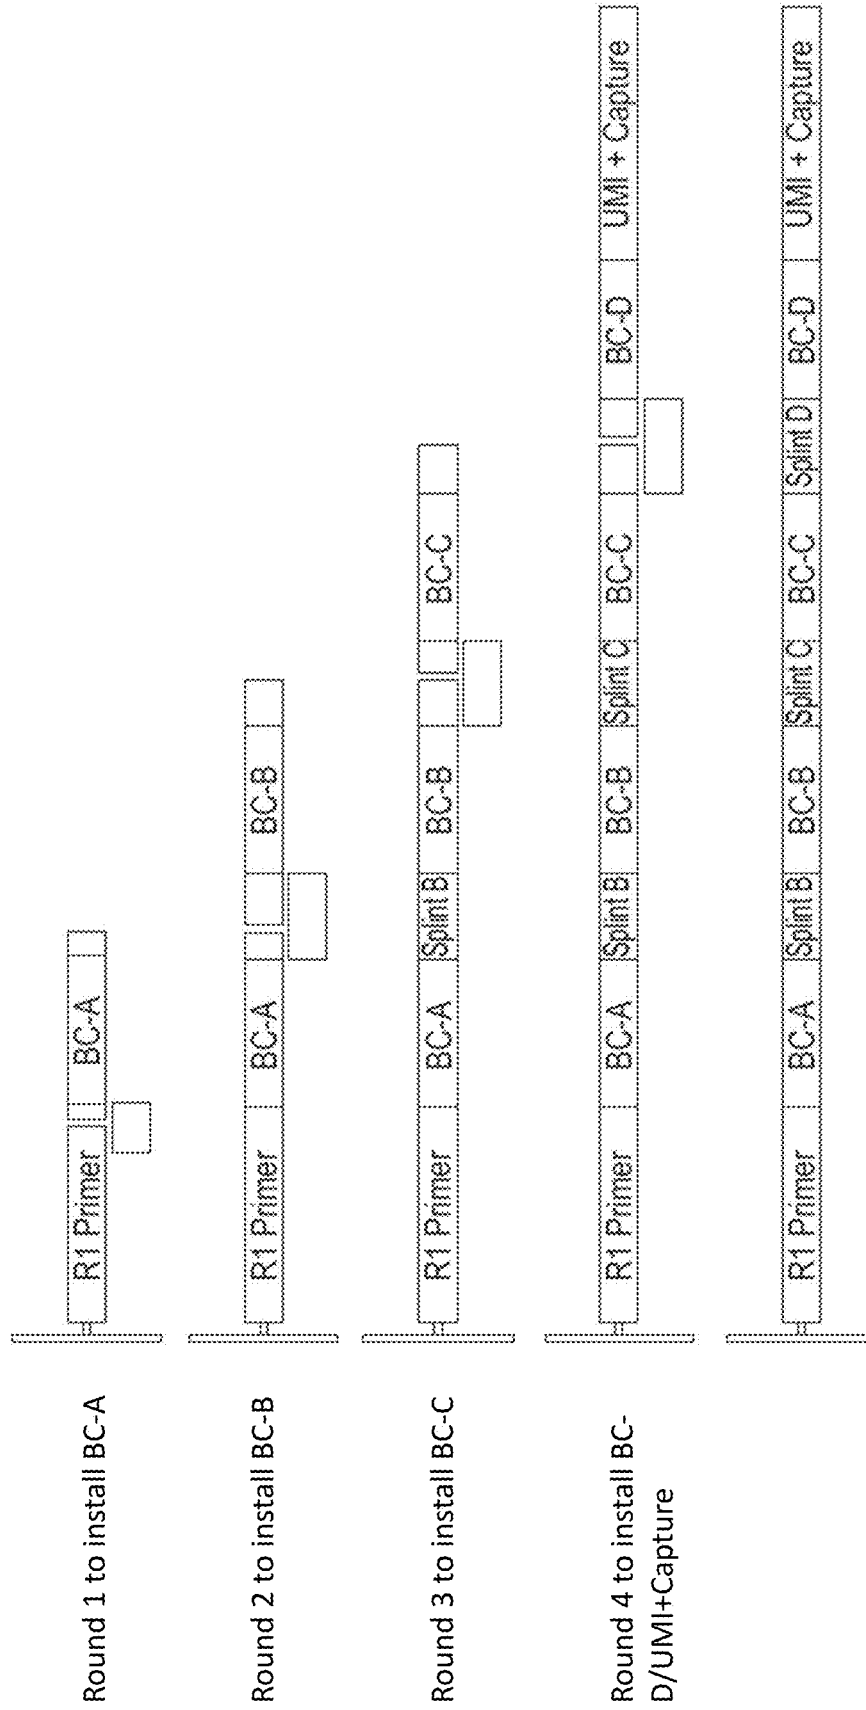 Round 1 to install BC-A
R1 Primer BC-A
Round 2 to install BC-B
R1 Primer BC-A BC-B
Round 3 to install BC-C
R1 Primer BC-A Splint B BC-B BC-C
Round 4 to install BC-
D/UMI+Capture
R1 Primer BC-A Splint B BC-B Splint C BC-C BC-D UMI + Capture
R1 Primer BC-A Splint B BC-B Splint C BC-C Splint D BC-D UMI + Capture